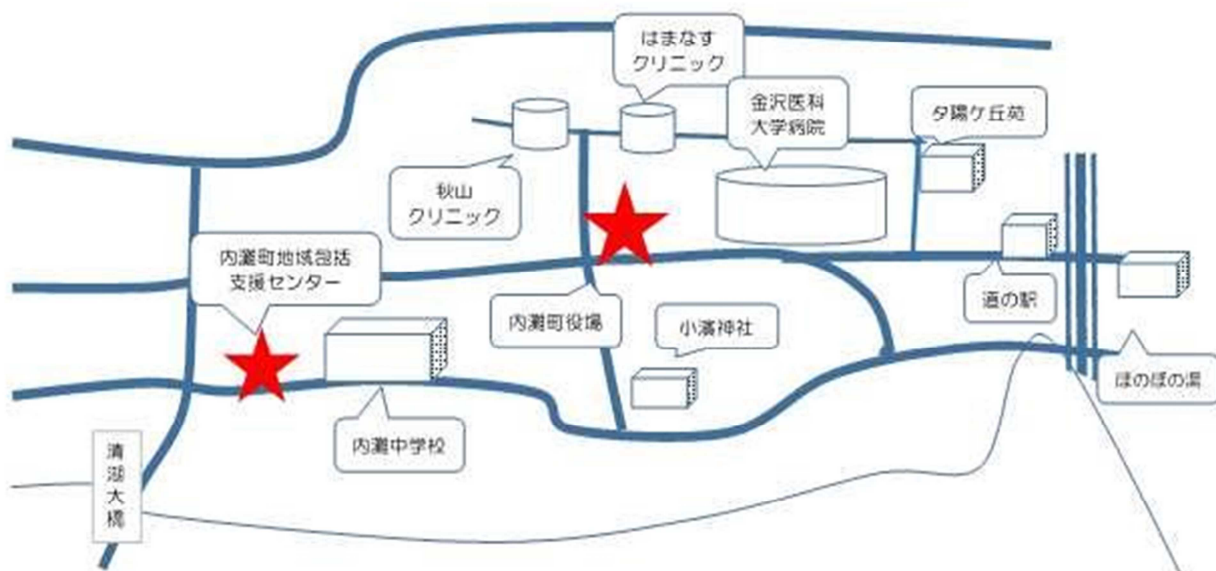 はまなす
クリニック
金沢医科
大学病院
夕陽ケ丘苑
秋山
クリニック
内灘町地域包括
支援センター
内灘町役場
小濱神社
道の駅
ほのぼの湯
内灘中学校
清湖大橋